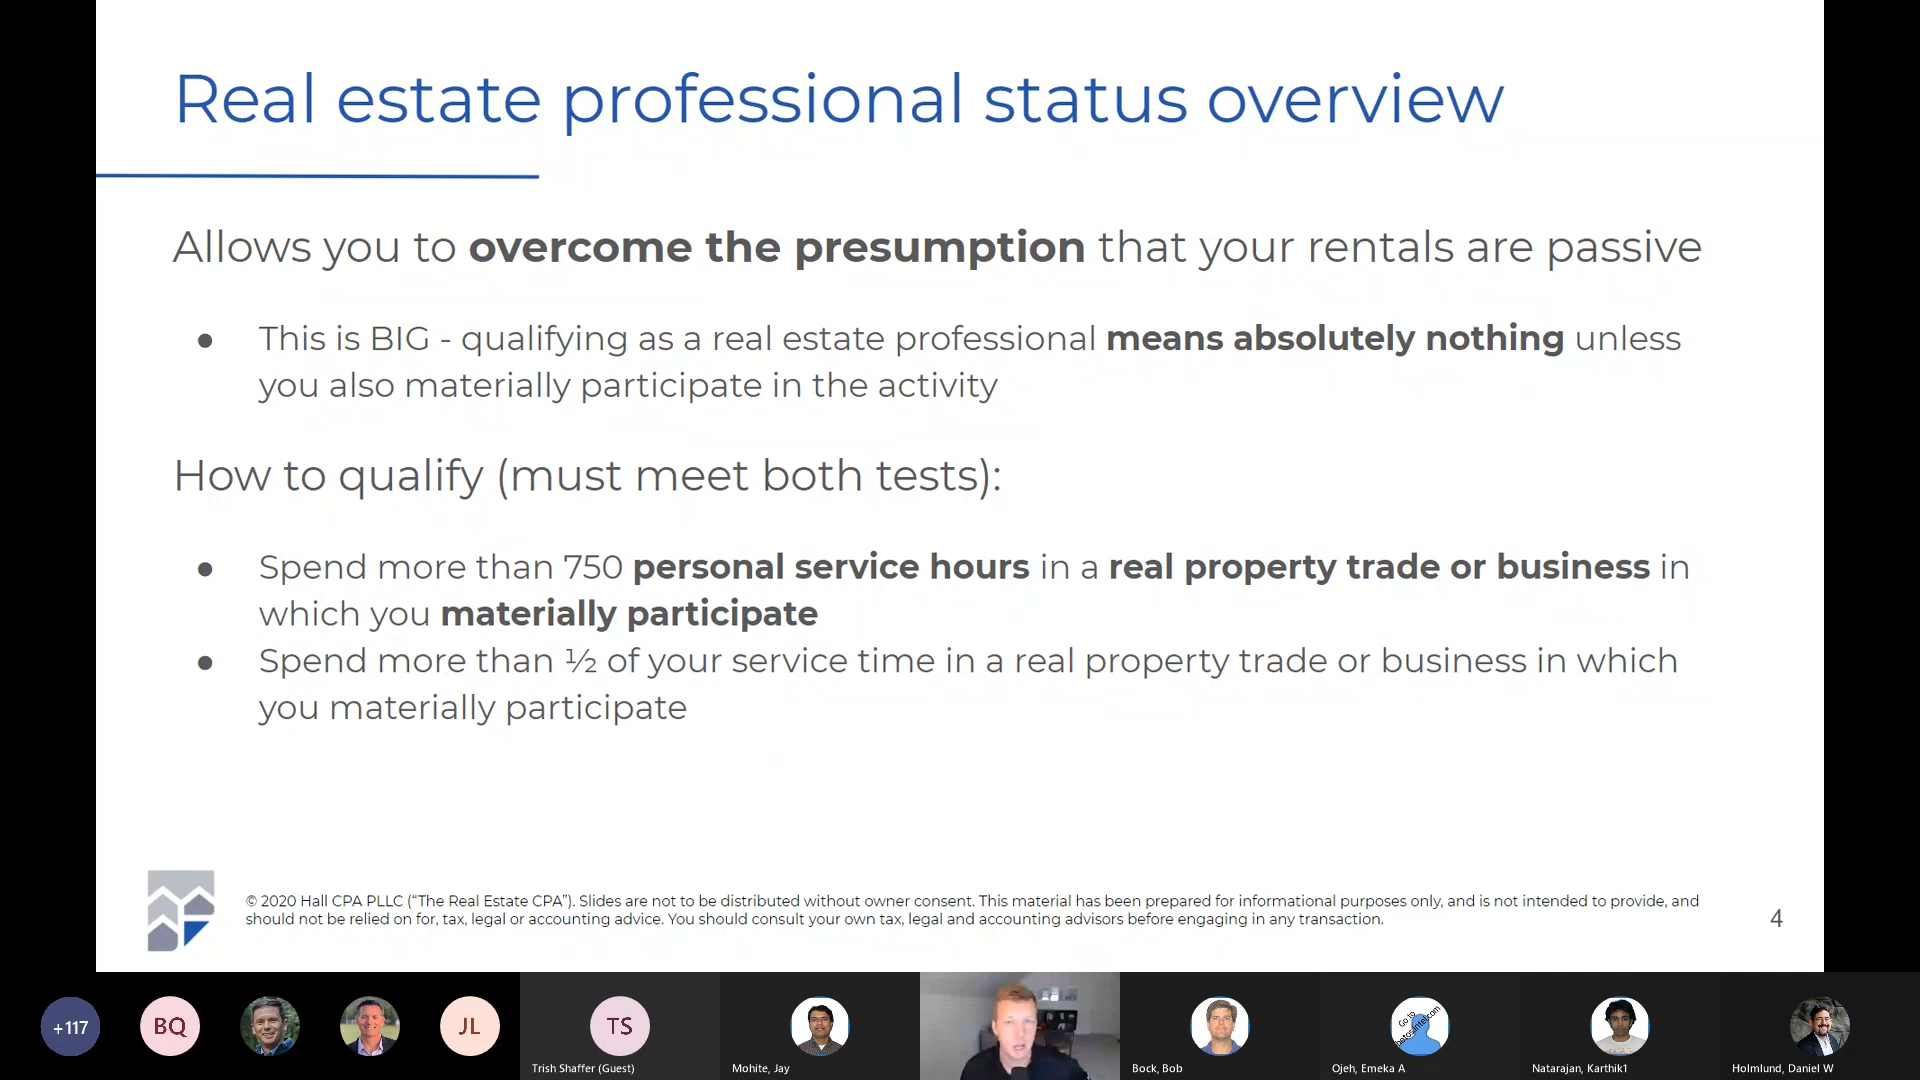 Real estate professional status overview
Allows you to overcome the presumption that your rentals are passive
● This is BIG - qualifying as a real estate professional means absolutely nothing unless
you also materially participate in the activity
How to qualify (must meet both tests):
● Spend more than 750 personal service hours in a real property trade or business in
which you materially participate
● Spend more than ½ of your service time in a real property trade or business in which
you materially participate
© 2020 Hall CPA PLLC (“The Real Estate CPA”). Slides are not to be distributed without owner consent. This material has been prepared for informational purposes only, and is not intended to provide, and
should not be relied on for, tax, legal or accounting advice. You should consult your own tax, legal and accounting advisors before engaging in any transaction.
4
+117
BQ
JL
TS
Go to
Trish Shaffer (Guest)
Mohite, Jay
Bock, Bob
Ojeh, Emeka A
Natarajan, Karthik1
Holmlund, Daniel W